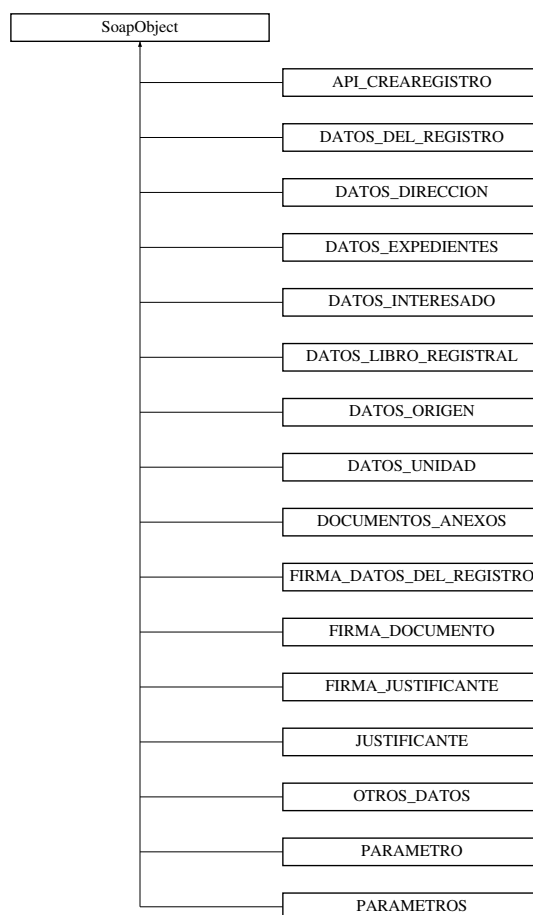 SoapObject
API_CREAREGISTRO
DATOS_DEL_REGISTRO
DATOS_DIRECCION
DATOS_EXPEDIENTES
DATOS_INTERESADO
DATOS_LIBRO_REGISTRAL
DATOS_ORIGEN
DATOS_UNIDAD
DOCUMENTOS_ANEXOS
FIRMA_DATOS_DEL_REGISTRO
FIRMA_DOCUMENTO
FIRMA_JUSTIFICANTE
JUSTIFICANTE
OTROS_DATOS
PARAMETRO
PARAMETROS